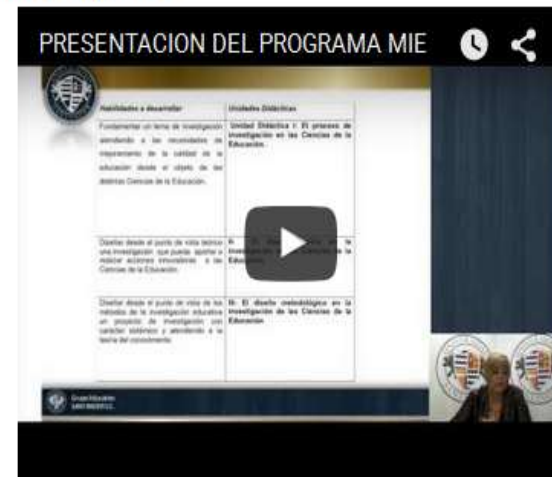 PRESENTACION DEL PROGRAMA MIE
Habilidades a desarrollar
Unidades Didácticas
Fundamentar un tema de investigación
atendiendo a las necesidades de
mejoramiento de la calidad de la
educación desde el objeto de las
distintas Ciencias de la Educación.
Unidad Didáctica I: El proceso de
investigación en las Ciencias de la
Educación.
Diseñar desde el punto de vista teórico
una investigación que pueda aportar a
realizar acciones innovadoras a las
Ciencias de la Educación.
II-
la
Diseñar desde el punto de vista de los
métodos de la investigación educativa
un proyecto de investigación con
carácter sistémico y atendiendo a la
teoría del conocimiento.
III- El diseño metodológico en la
investigación de las Ciencias de la
Educación
Grupo Educativo